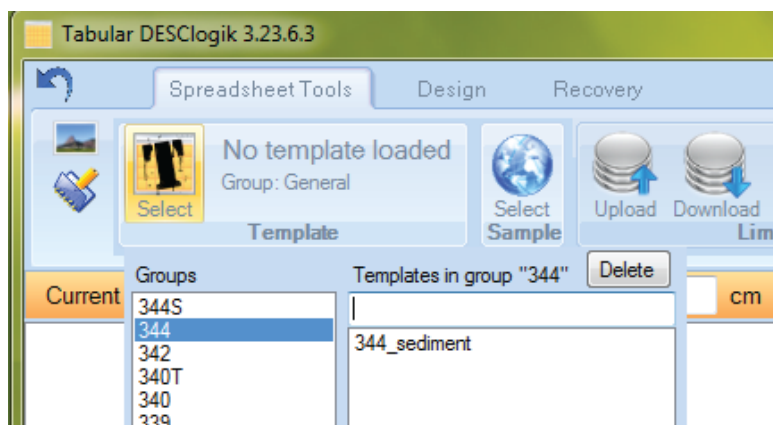 Tabular DESClogik 3.23.6.3
Spreadsheet Tools Design Recovery
No template loaded
Group: General
Select
Template
Select
Sample
Upload Download
Lim
Current
cm
Groups
344S
344
342
340T
340
339
Templates in group "344"
Delete
344_sediment